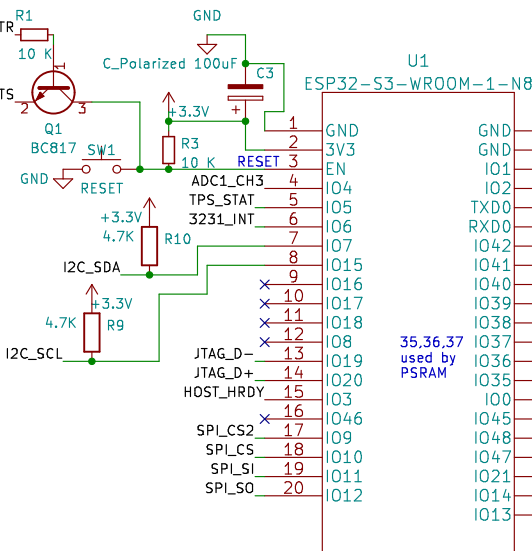 GND
R1
TR
10 K
1
TS
2
3
Q1
BC817
C_Polarized 100uF
C3
+
+3.3V
R3
10 K
SW1
GND
RESET
RESET
U1
ESP32-S3-WROOM-1-N8
1 GND GND
2 3V3 GND
3 EN IO1
ADC1_CH3 4 IO4 IO2
TPS_STAT 5 IO5 TXD0
3231_INT 6 IO6 RXD0
7 IO7 IO42
8 IO15 IO41
9 IO16 IO40
10 IO17 IO39
11 IO18 IO38
12 IO8 IO37
JTAG_D- 13 IO19 IO36
JTAG_D+ 14 IO20 IO35
HOST_HRDY 15 IO3 IO0
16 IO46 IO45
SPI_CS2 17 IO9 IO48
SPI_CS 18 IO10 IO47
SPI_SI 19 IO11 IO21
SPI_SO 20 IO12 IO14
IO13
35,36,37
used by
PSRAM
+3.3V
4.7K
R10
I2C_SDA
+3.3V
4.7K
R9
I2C_SCL